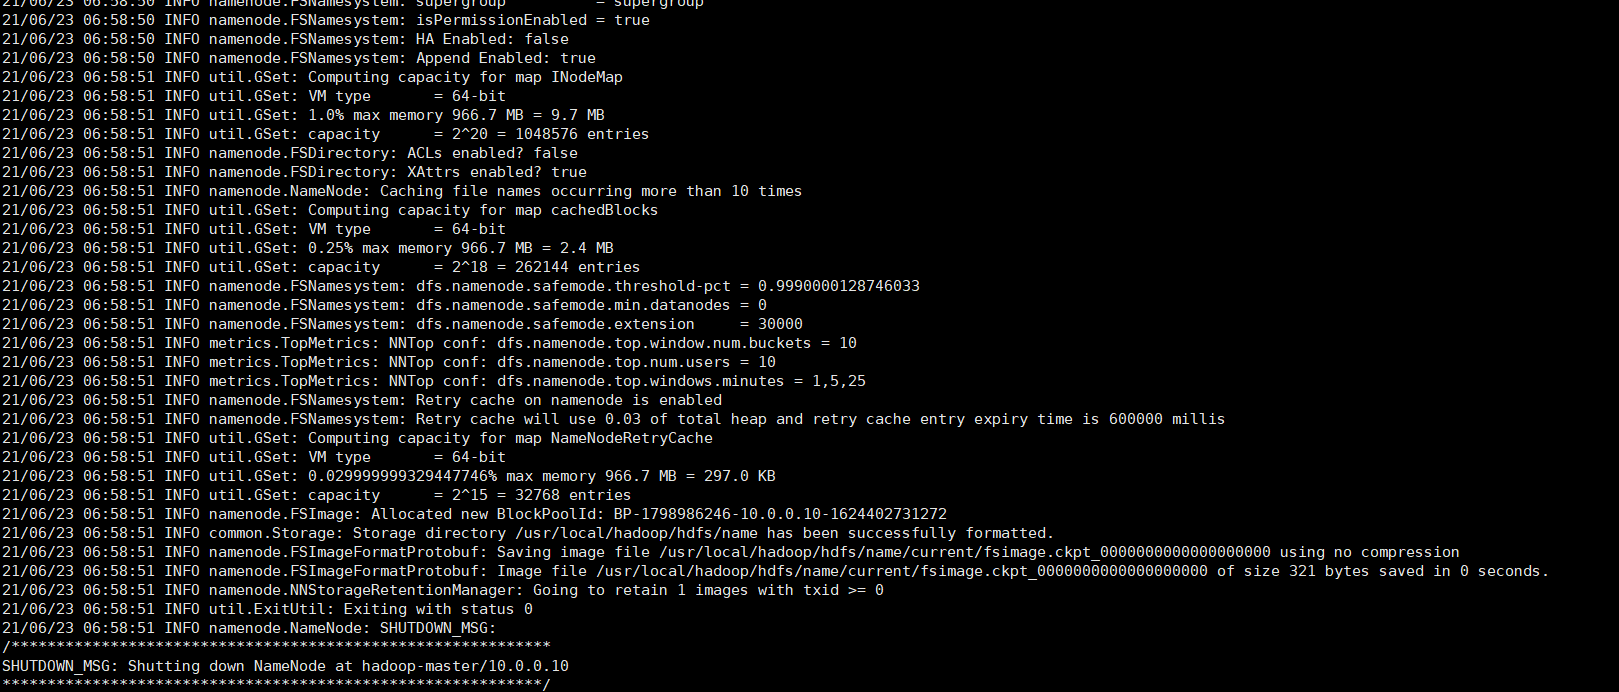 21/06/23 06:58:50 INFO namenode.FSNamesystem: supergroup          = supergroup
21/06/23 06:58:50 INFO namenode.FSNamesystem: isPermissionEnabled = true
21/06/23 06:58:50 INFO namenode.FSNamesystem: HA Enabled: false
21/06/23 06:58:50 INFO namenode.FSNamesystem: Append Enabled: true
21/06/23 06:58:51 INFO util.GSet: Computing capacity for map INodeMap
21/06/23 06:58:51 INFO util.GSet: VM type       = 64-bit
21/06/23 06:58:51 INFO util.GSet: 1.0% max memory 966.7 MB = 9.7 MB
21/06/23 06:58:51 INFO util.GSet: capacity      = 2^20 = 1048576 entries
21/06/23 06:58:51 INFO namenode.FSDirectory: ACLs enabled? false
21/06/23 06:58:51 INFO namenode.FSDirectory: XAttrs enabled? true
21/06/23 06:58:51 INFO namenode.NameNode: Caching file names occurring more than 10 times
21/06/23 06:58:51 INFO util.GSet: Computing capacity for map cachedBlocks
21/06/23 06:58:51 INFO util.GSet: VM type       = 64-bit
21/06/23 06:58:51 INFO util.GSet: 0.25% max memory 966.7 MB = 2.4 MB
21/06/23 06:58:51 INFO util.GSet: capacity      = 2^18 = 262144 entries
21/06/23 06:58:51 INFO namenode.FSNamesystem: dfs.namenode.safemode.threshold-pct = 0.9990000128746033
21/06/23 06:58:51 INFO namenode.FSNamesystem: dfs.namenode.safemode.min.datanodes = 0
21/06/23 06:58:51 INFO namenode.FSNamesystem: dfs.namenode.safemode.extension     = 30000
21/06/23 06:58:51 INFO metrics.TopMetrics: NNTop conf: dfs.namenode.top.window.num.buckets = 10
21/06/23 06:58:51 INFO metrics.TopMetrics: NNTop conf: dfs.namenode.top.num.users = 10
21/06/23 06:58:51 INFO metrics.TopMetrics: NNTop conf: dfs.namenode.top.windows.minutes = 1,5,25
21/06/23 06:58:51 INFO namenode.FSNamesystem: Retry cache on namenode is enabled
21/06/23 06:58:51 INFO namenode.FSNamesystem: Retry cache will use 0.03 of total heap and retry cache entry expiry time is 600000 millis
21/06/23 06:58:51 INFO util.GSet: Computing capacity for map NameNodeRetryCache
21/06/23 06:58:51 INFO util.GSet: VM type       = 64-bit
21/06/23 06:58:51 INFO util.GSet: 0.029999999329447746% max memory 966.7 MB = 297.0 KB
21/06/23 06:58:51 INFO util.GSet: capacity      = 2^15 = 32768 entries
21/06/23 06:58:51 INFO namenode.FSImage: Allocated new BlockPoolId: BP-1798986246-10.0.0.10-1624402731272
21/06/23 06:58:51 INFO common.Storage: Storage directory /usr/local/hadoop/hdfs/name has been successfully formatted.
21/06/23 06:58:51 INFO namenode.FSImageFormatProtobuf: Saving image file /usr/local/hadoop/hdfs/name/current/fsimage.ckpt_0000000000000000000 using no compression
21/06/23 06:58:51 INFO namenode.FSImageFormatProtobuf: Image file /usr/local/hadoop/hdfs/name/current/fsimage.ckpt_0000000000000000000 of size 321 bytes saved in 0 seconds.
21/06/23 06:58:51 INFO namenode.NNStorageRetentionManager: Going to retain 1 images with txid >= 0
21/06/23 06:58:51 INFO util.ExitUtil: Exiting with status 0
21/06/23 06:58:51 INFO namenode.NameNode: SHUTDOWN_MSG:
/************************************************************
SHUTDOWN_MSG: Shutting down NameNode at hadoop-master/10.0.0.10
************************************************************/